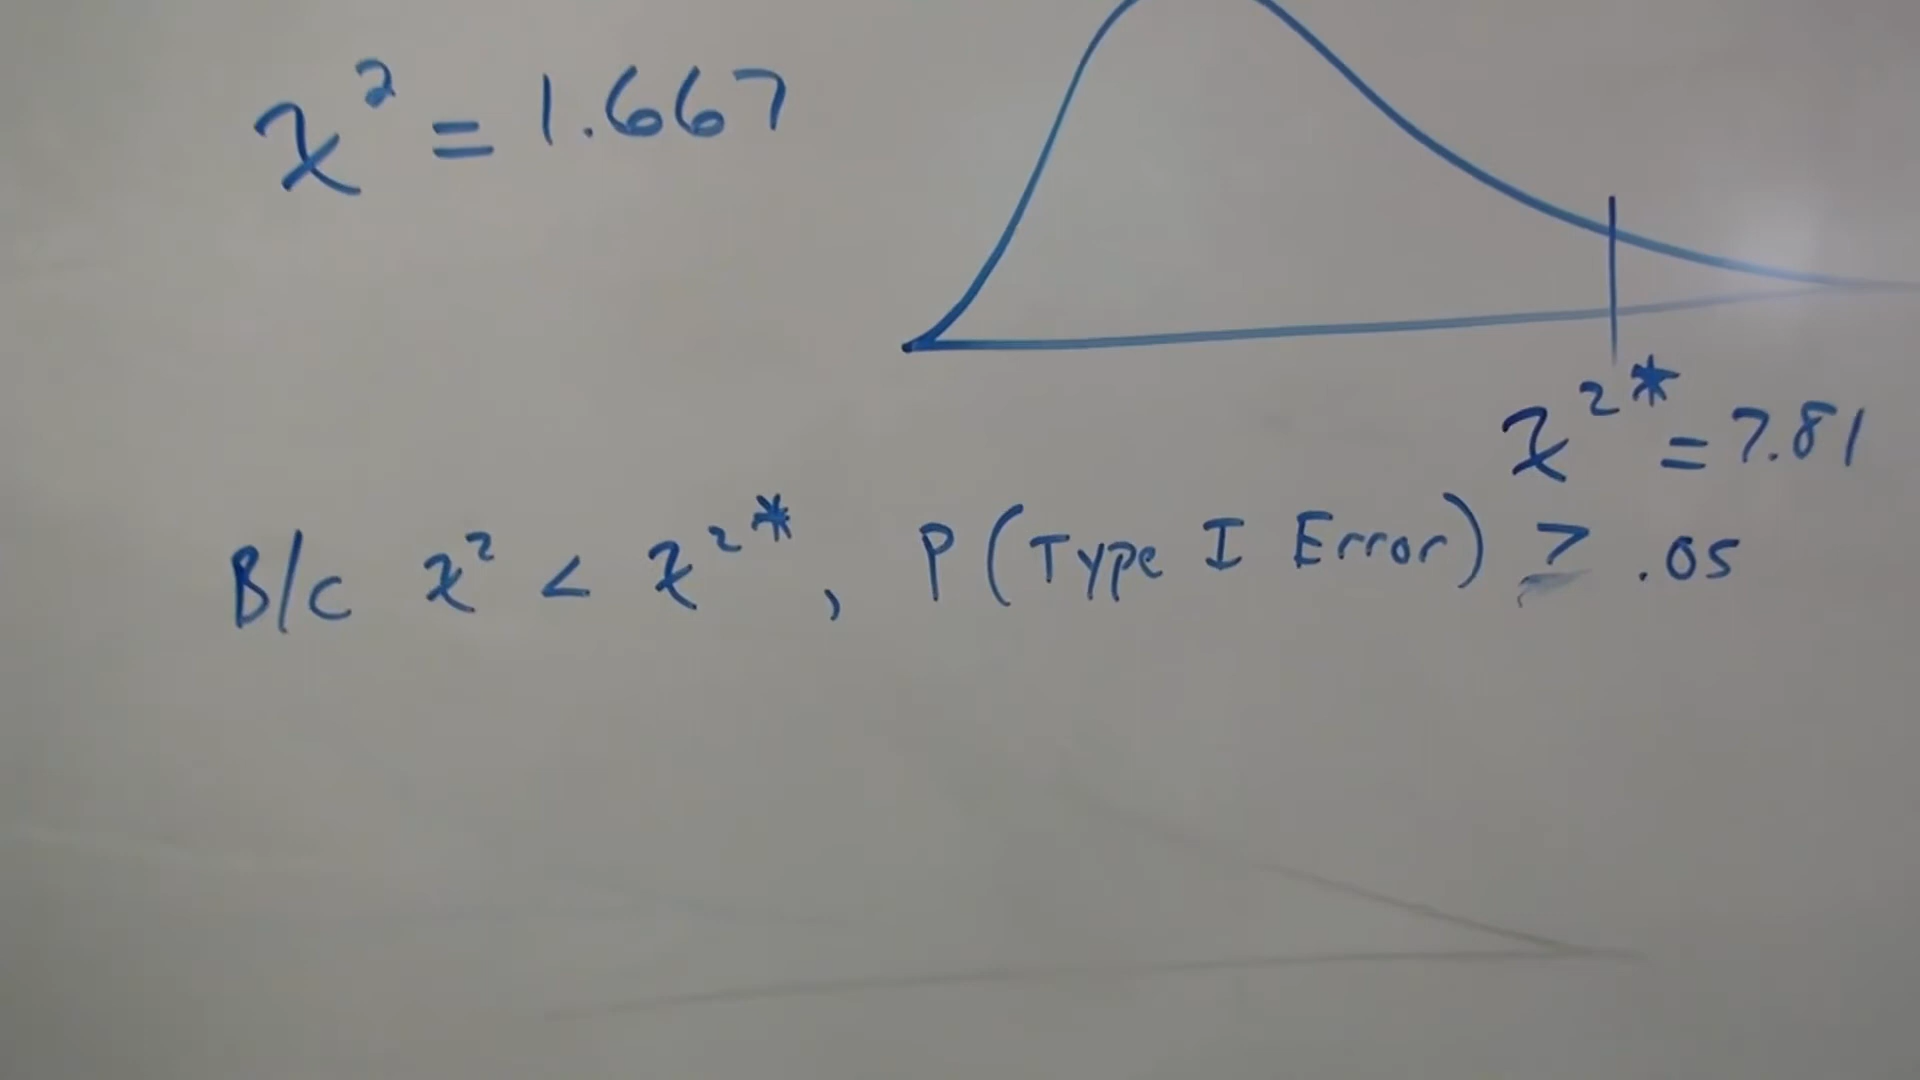 χ² = 1.667
χ²* = 7.81
B/c χ² < χ²*, P (Type I Error) > .05